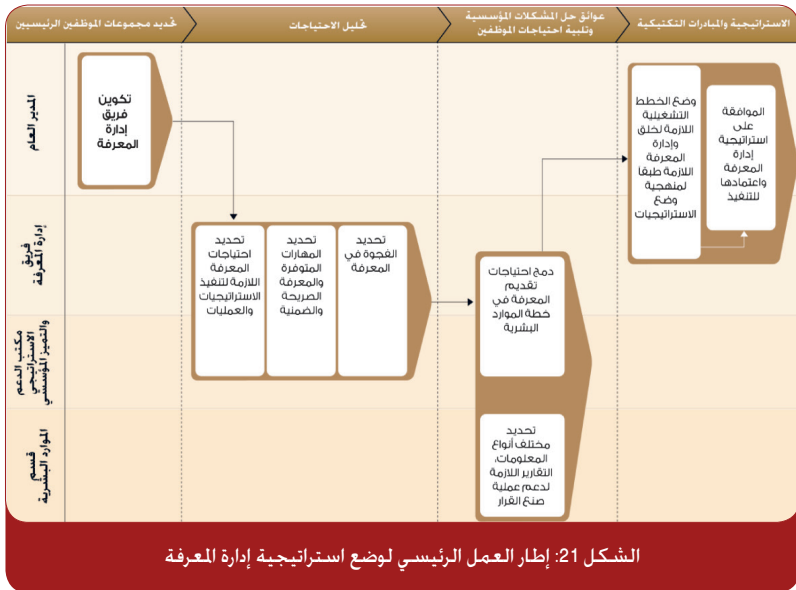 تحديد مجموعات الموظفين الرئيسيين
تحليل الاحتياجات
عوائق حل المشكلات المؤسسية
وتلبية احتياجات الموظفين
الاستراتيجية والمبادرات التكتيكية
المدير العام
تكوين
فريق
إدارة
المعرفة
وضع الخطط
التشغيلية
اللازمة لخلق
وإدارة
المعرفة
اللازمة طبقاً
لمنهجية
وضع
الاستراتيجيات
الموافقة
على
استراتيجية
إدارة
المعرفة
واعتمادها
للتنفيذ
فريق
إدارة المعرفة
تحديد
احتياجات
المعرفة
اللازمة لتنفيذ
الاستراتيجيات
والعمليات
تحديد
المهارات
المتوفرة
والمعرفة
الصريحة
والضمنية
تحديد
الفجوة في
المعرفة
دمج احتياجات
تقديم
المعرفة في
خطة الموارد
البشرية
مكتب الدعم
الاستراتيجي
والتميز المؤسسي
قسم
الموارد البشرية
تحديد
مختلف أنواع
المعلومات،
التقارير اللازمة
لدعم عملية
صنع القرار
الشكل 21: إطار العمل الرئيسي لوضع استراتيجية إدارة المعرفة